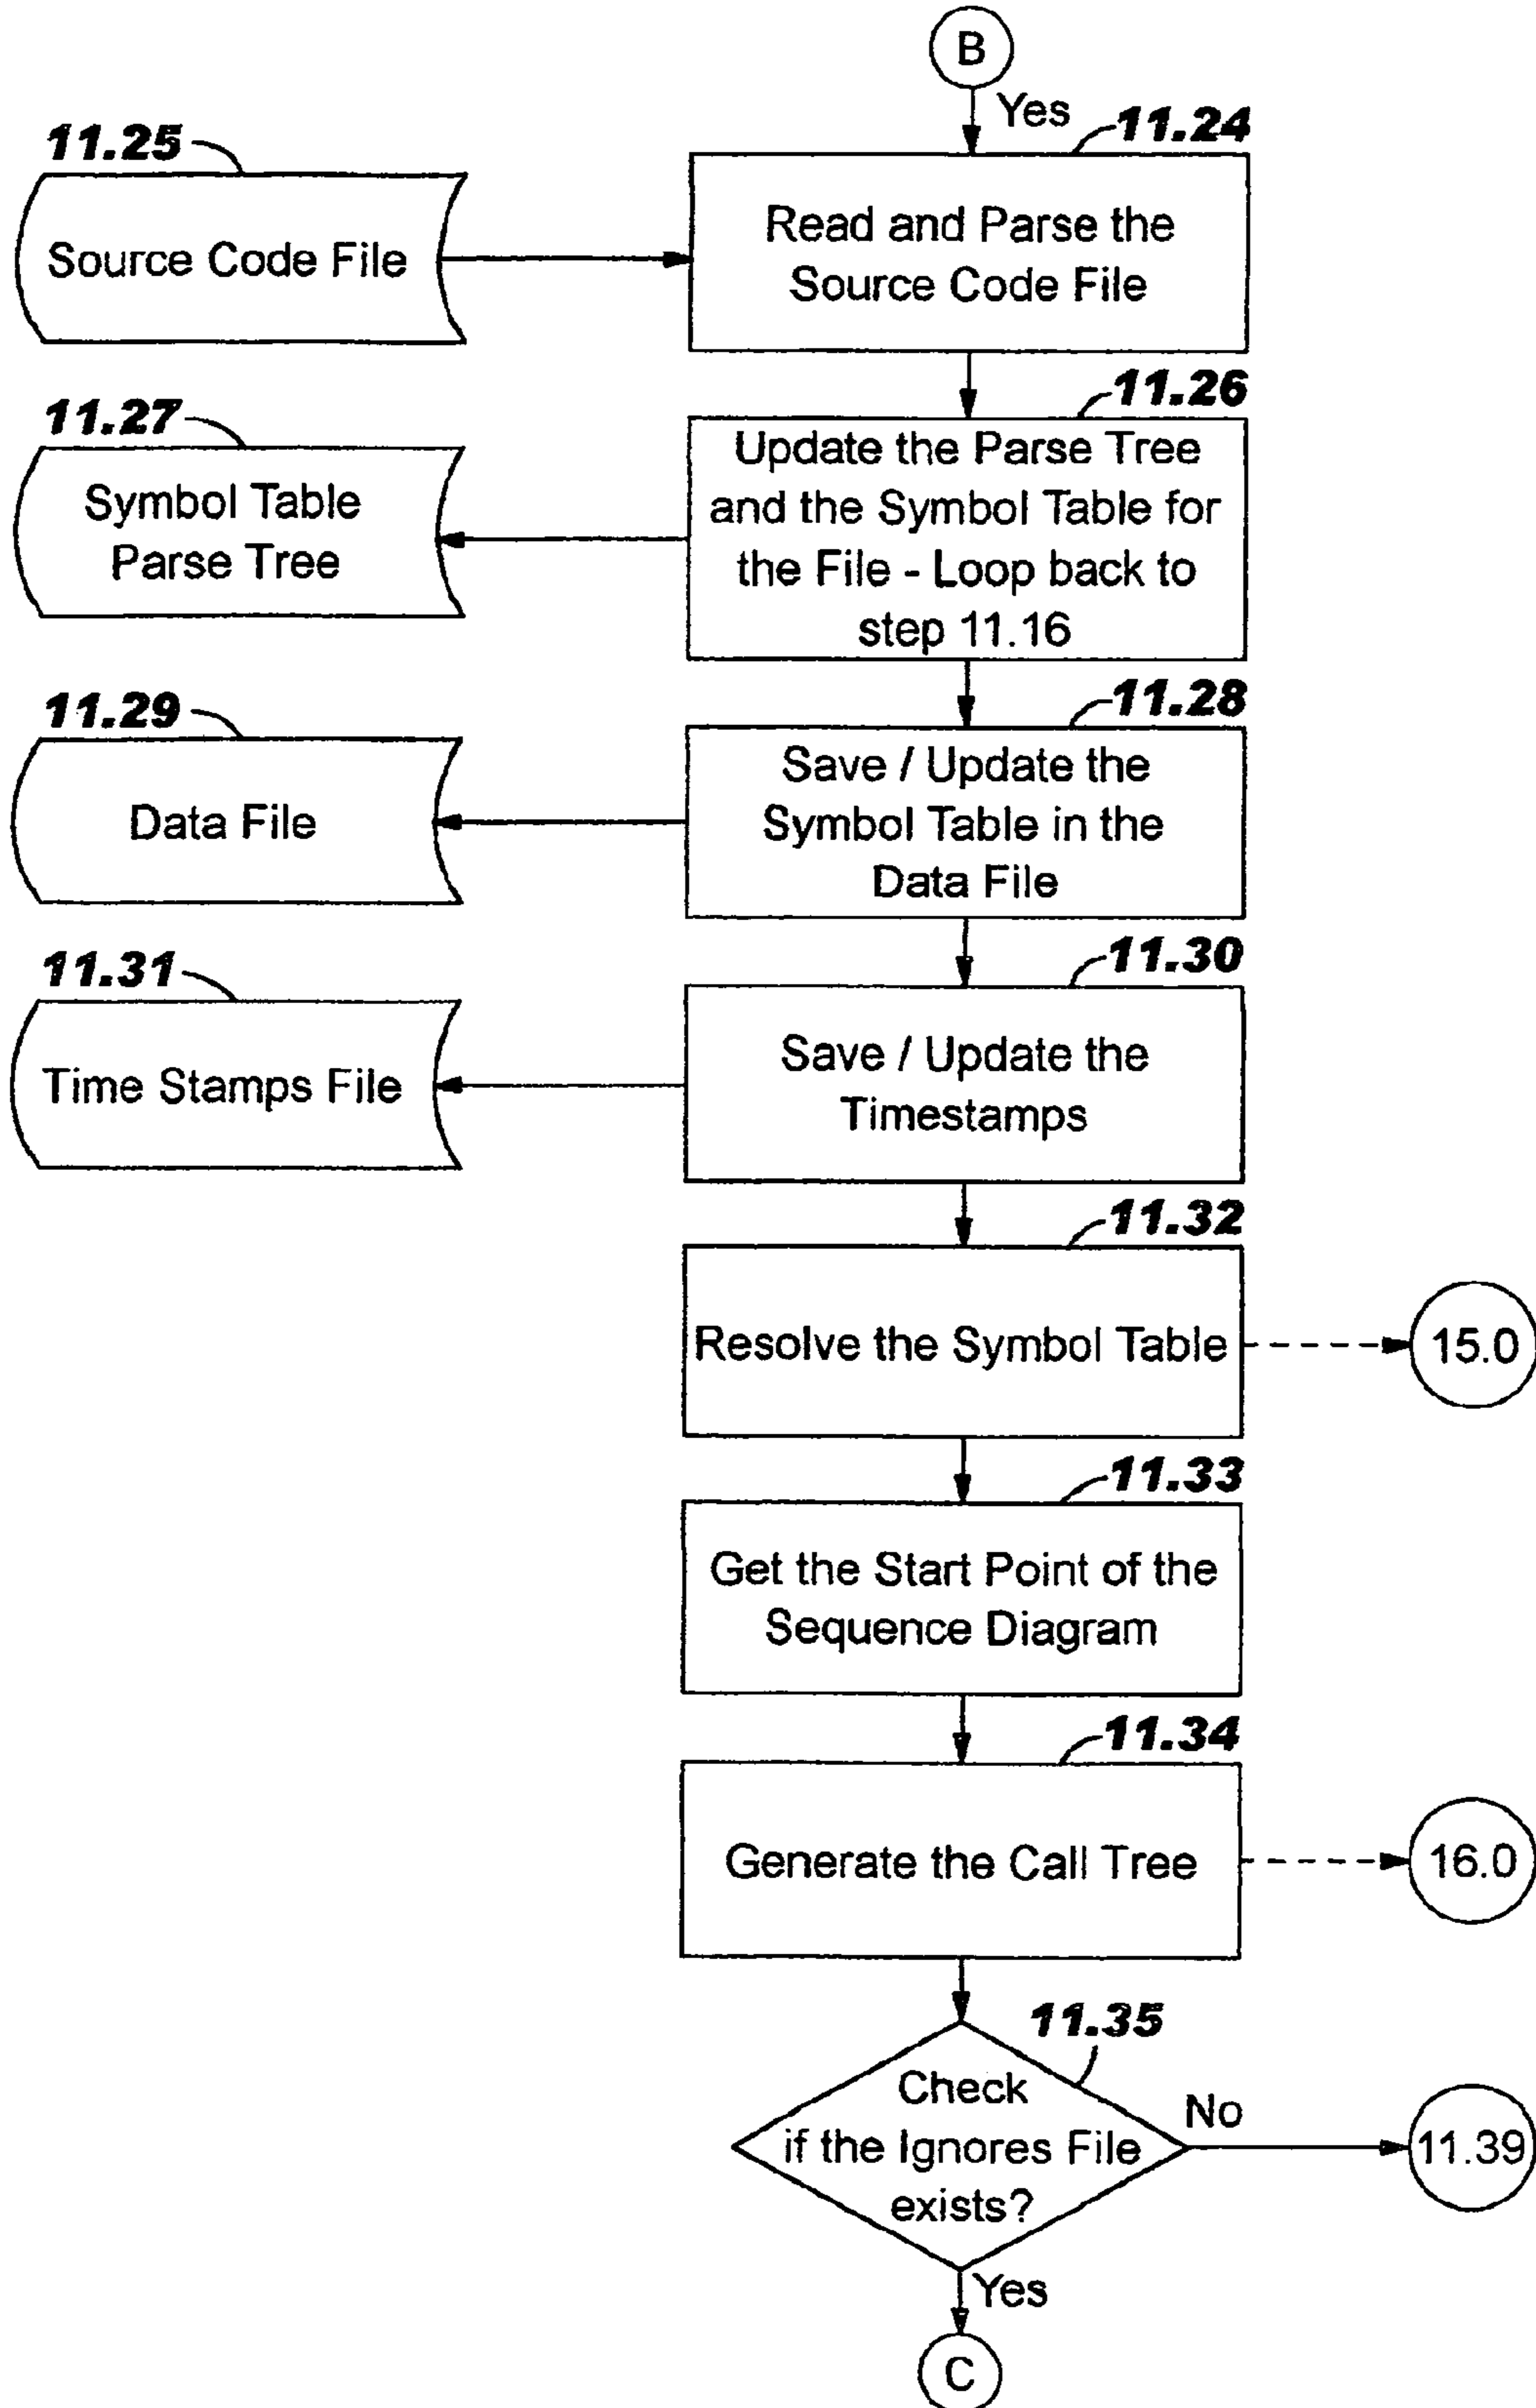 B
Yes
11.24
11.25
Source Code File
Read and Parse the
Source Code File
11.26
11.27
Symbol Table
Parse Tree
Update the Parse Tree
and the Symbol Table for
the File - Loop back to
step 11.16
11.28
11.29
Data File
Save / Update the
Symbol Table in the
Data File
11.30
11.31
Time Stamps File
Save / Update the
Timestamps
11.32
Resolve the Symbol Table
15.0
11.33
Get the Start Point of the
Sequence Diagram
11.34
Generate the Call Tree
16.0
11.35
Check
if the Ignores File
exists?
No
11.39
Yes
C